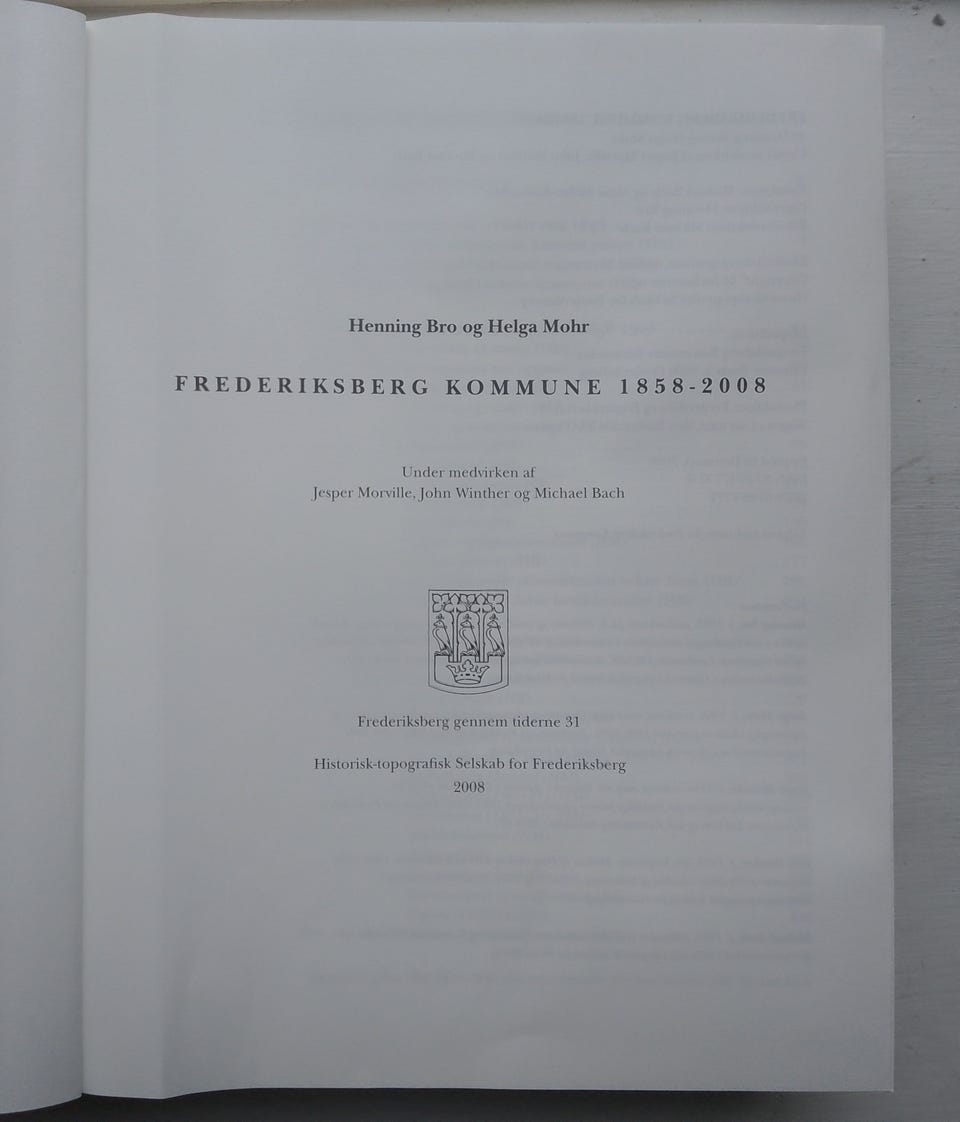 Henning Bro og Helga Mohr
FREDERIKSBERG KOMMUNE 1858-2008
Under medvirken af
Jesper Morville, John Winther og Michael Bach
Frederiksberg gennem tiderne 31
Historisk-topografisk Selskab for Frederiksberg
2008